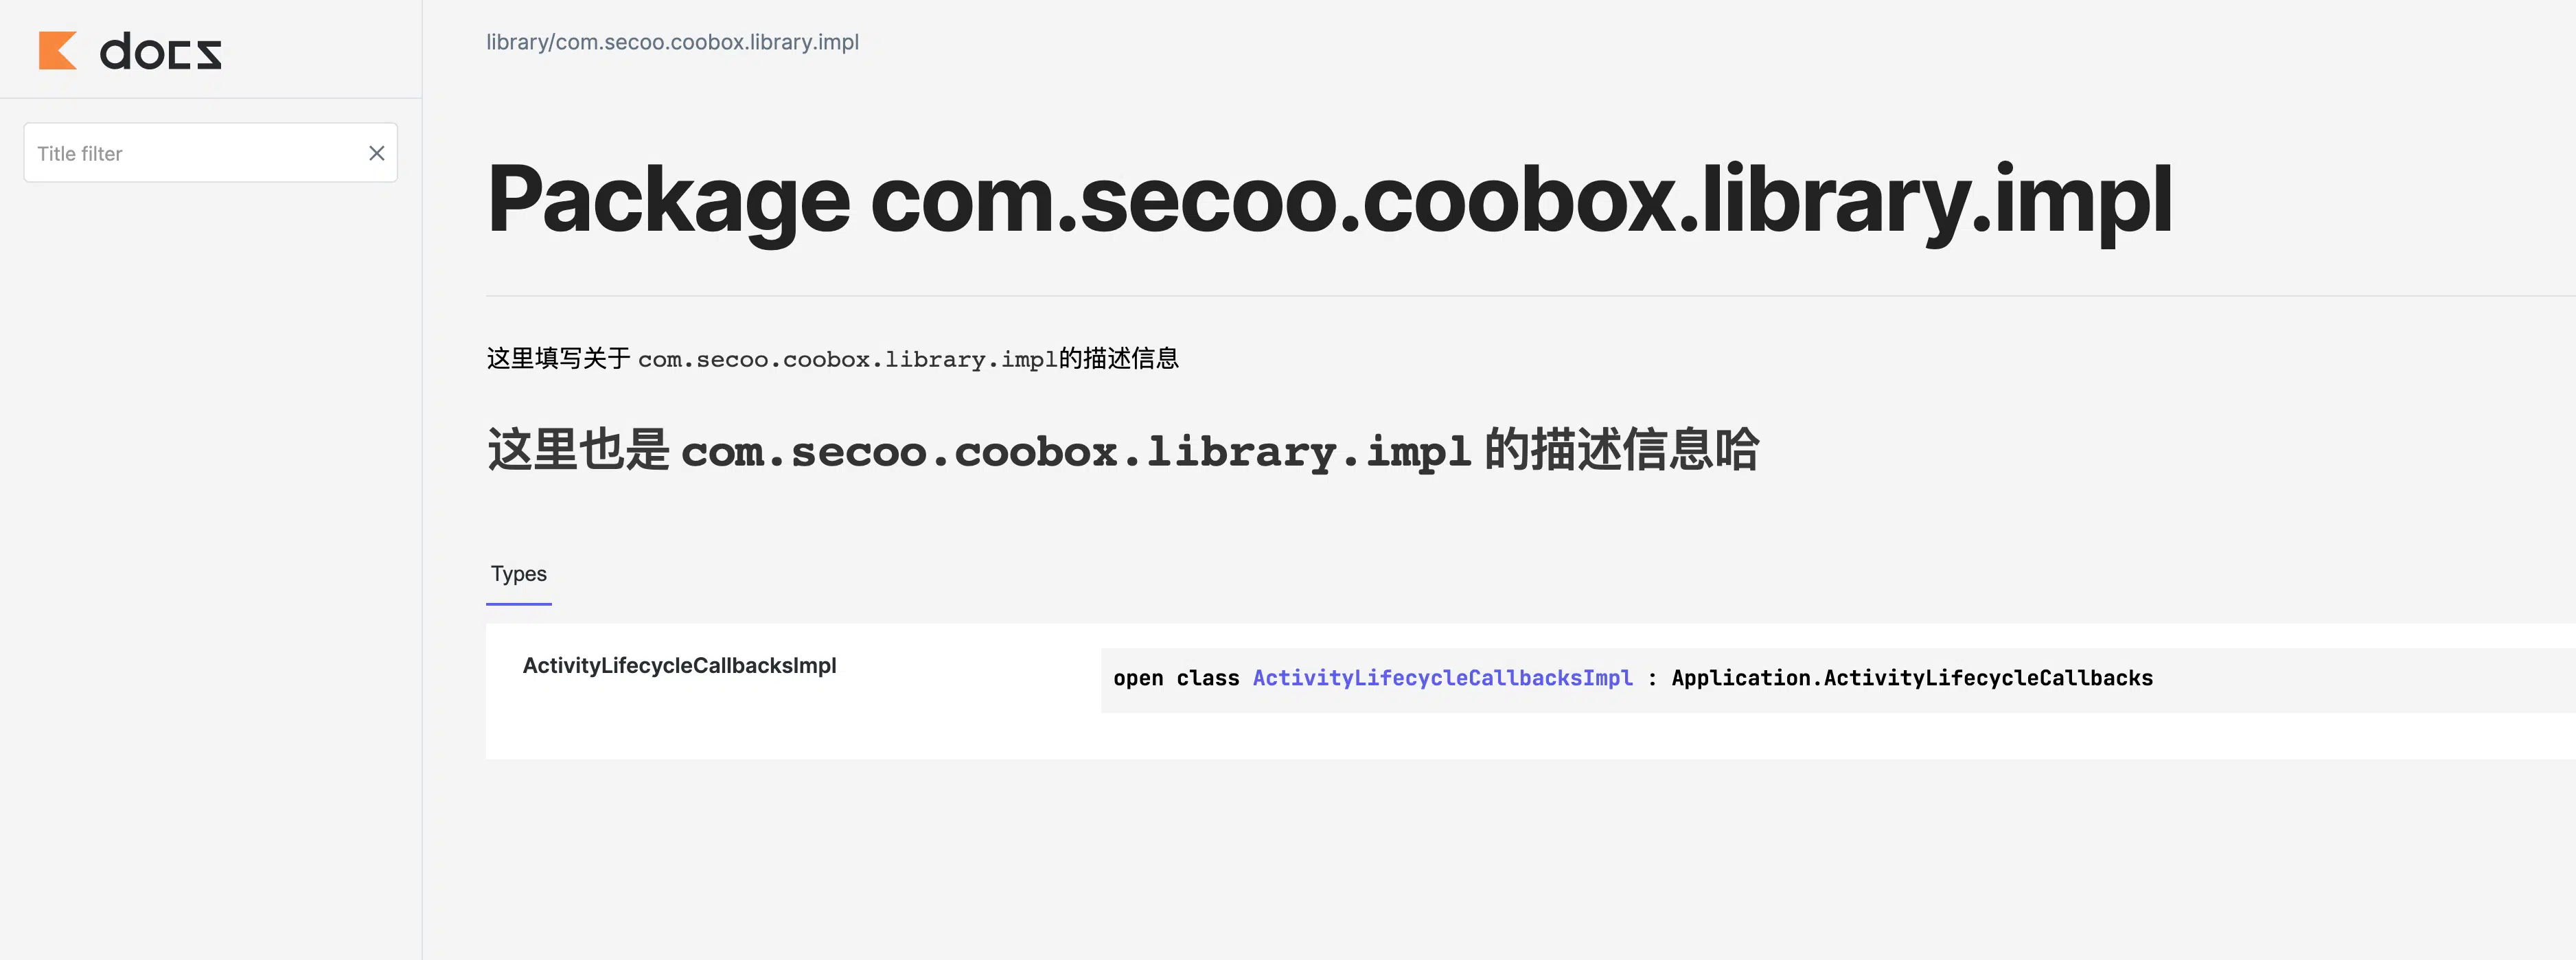 docs
library/com.secoo.coobox.library.impl
Title filter
Package com.secoo.coobox.library.impl
这里填写关于 com.secoo.coobox.library.impl的描述信息
这里也是 com.secoo.coobox.library.impl 的描述信息哈
Types
ActivityLifecycleCallbacksImpl
open class ActivityLifecycleCallbacksImpl : Application.ActivityLifecycleCallbacks